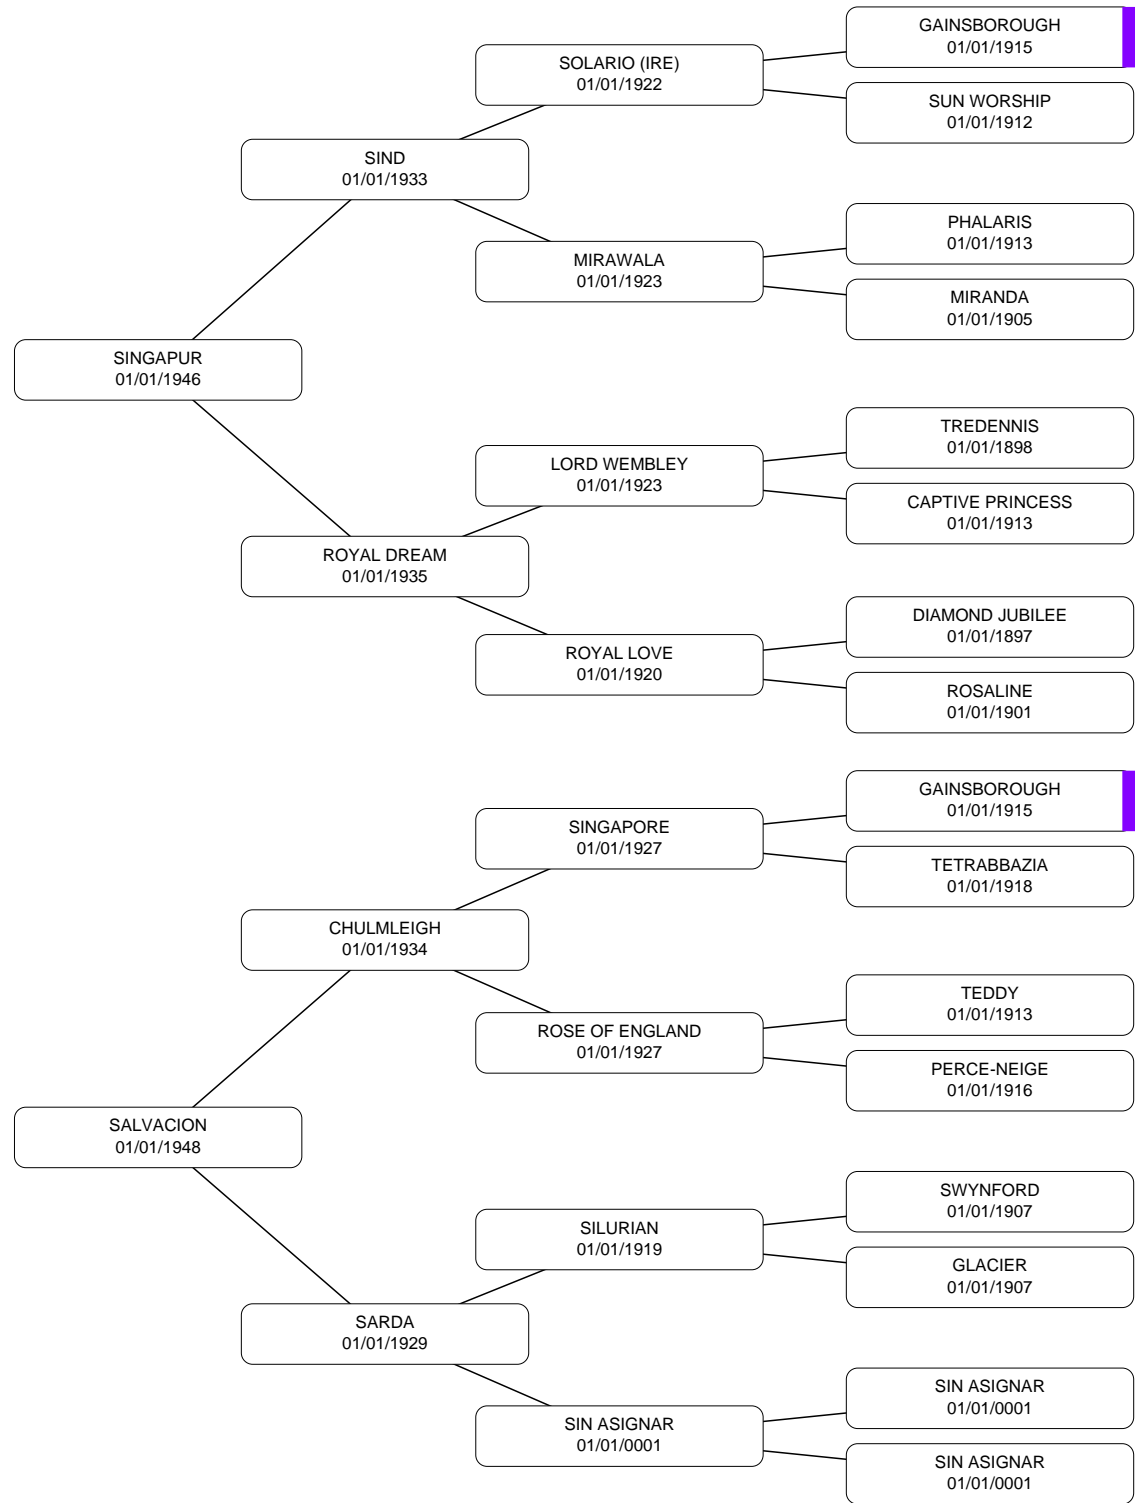 GAINSBOROUGH
01/01/1915
SOLARIO (IRE)
01/01/1922
SUN WORSHIP
01/01/1912
SIND
01/01/1933
PHALARIS
01/01/1913
MIRAWALA
01/01/1923
MIRANDA
01/01/1905
SINGAPUR
01/01/1946
TREDENNIS
01/01/1898
LORD WEMBLEY
01/01/1923
CAPTIVE PRINCESS
01/01/1913
ROYAL DREAM
01/01/1935
DIAMOND JUBILEE
01/01/1897
ROYAL LOVE
01/01/1920
ROSALINE
01/01/1901
GAINSBOROUGH
01/01/1915
SINGAPORE
01/01/1927
TETRABBAZIA
01/01/1918
CHULMLEIGH
01/01/1934
TEDDY
01/01/1913
ROSE OF ENGLAND
01/01/1927
PERCE-NEIGE
01/01/1916
SALVACION
01/01/1948
SWYNFORD
01/01/1907
SILURIAN
01/01/1919
GLACIER
01/01/1907
SARDA
01/01/1929
SIN ASIGNAR
01/01/0001
SIN ASIGNAR
01/01/0001
SIN ASIGNAR
01/01/0001